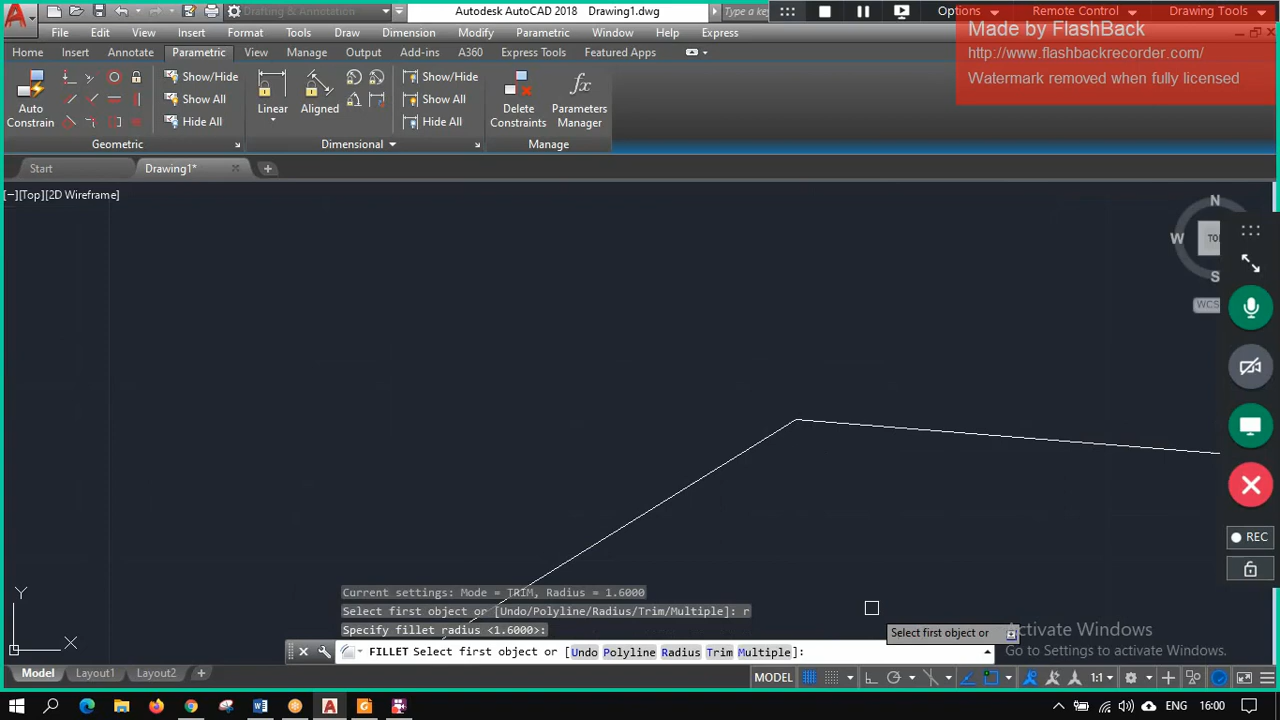 Drafting & Annotation
Autodesk AutoCAD 2018 Drawing1.dwg
Type a key
Options
Remote Control
Drawing Tools
Made by FlashBack
http://www.flashbackrecorder.com/
Watermark removed when fully licensed
File Edit View Insert Format Tools Draw Dimension Modify Parametric Window Help Express
Home Insert Annotate Parametric View Manage Output Add-ins A360 Express Tools Featured Apps
Auto Constrain
Show/Hide
Show All
Hide All
Geometric
Linear
Aligned
Show/Hide
Show All
Hide All
Dimensional
Delete Constraints
fx
Parameters Manager
Manage
Start
Drawing1*
[−][Top][2D Wireframe]
N
W
TO
S
WCS
REC
Y
X
Current settings: Mode = TRIM, Radius = 1.6000
Select first object or [Undo/Polyline/Radius/Trim/Multiple]: r
Specify fillet radius <1.6000>:
FILLET Select first object or [Undo Polyline Radius Trim Multiple]:
Select first object or
Activate Windows
Go to Settings to activate Windows.
Model Layout1 Layout2
MODEL
1:1
ENG 16:00